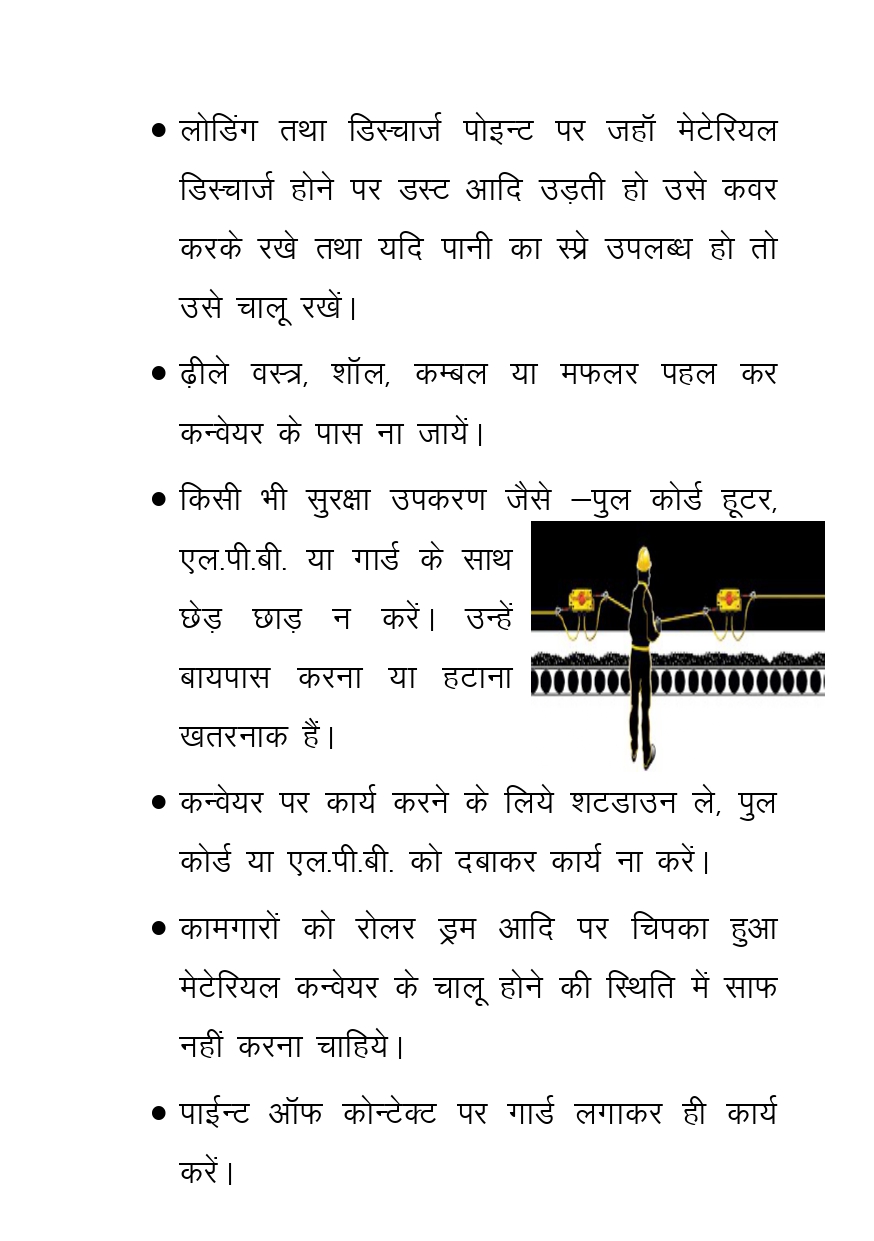 • लोडिंग तथा डिस्चार्ज पोइन्ट पर जहॉ मेटेरियल
डिस्चार्ज होने पर डस्ट आदि उड़ती हो उसे कवर
करके रखे तथा यदि पानी का स्प्रे उपलब्ध हो तो
उसे चालू रखें।
• ढ़ीले वस्त्र, शॉल, कम्बल या मफलर पहल कर
कन्वेयर के पास ना जायें।
• किसी भी सुरक्षा उपकरण जैसे –पुल कोर्ड हूटर,
एल.पी.बी. या गार्ड के साथ
छेड़ छाड़ न करें। उन्हें
बायपास करना या हटाना
खतरनाक हैं।
• कन्वेयर पर कार्य करने के लिये शटडाउन ले, पुल
कोर्ड या एल.पी.बी. को दबाकर कार्य ना करें।
• कामगारों को रोलर ड्रम आदि पर चिपका हुआ
मेटेरियल कन्वेयर के चालू होने की स्थिति में साफ
नहीं करना चाहिये।
• पाईन्ट ऑफ कोन्टेक्ट पर गार्ड लगाकर ही कार्य
करें।